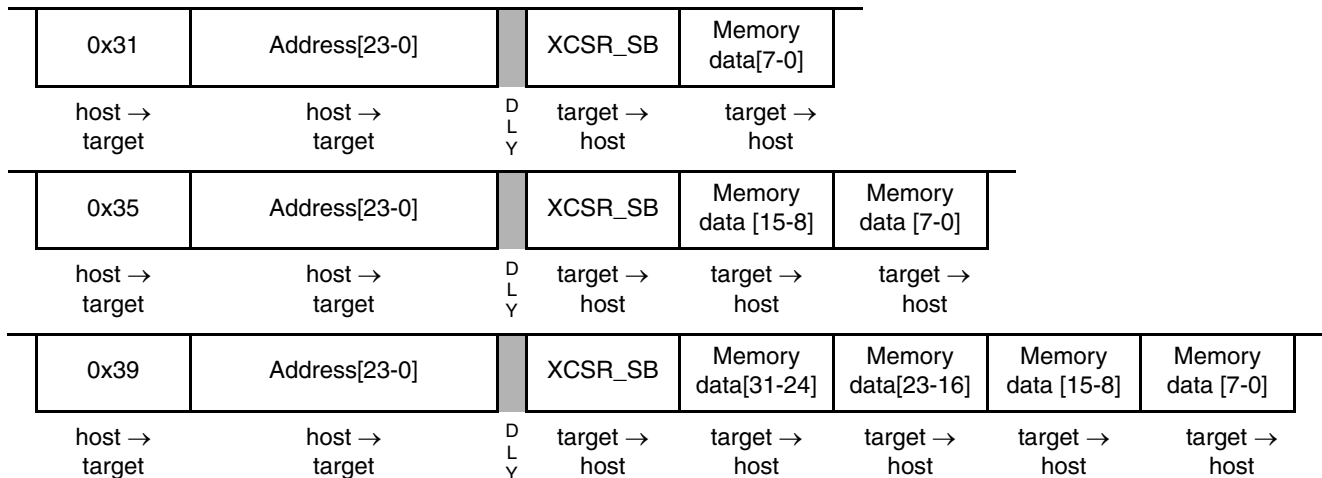 0x31 Address[23-0] XCSR_SB Memory data[7-0]
host → target host → target D L Y target → host target → host
0x35 Address[23-0] XCSR_SB Memory data [15-8] Memory data [7-0]
host → target host → target D L Y target → host target → host target → host
0x39 Address[23-0] XCSR_SB Memory data[31-24] Memory data[23-16] Memory data [15-8] Memory data [7-0]
host → target host → target D L Y target → host target → host target → host target → host target → host